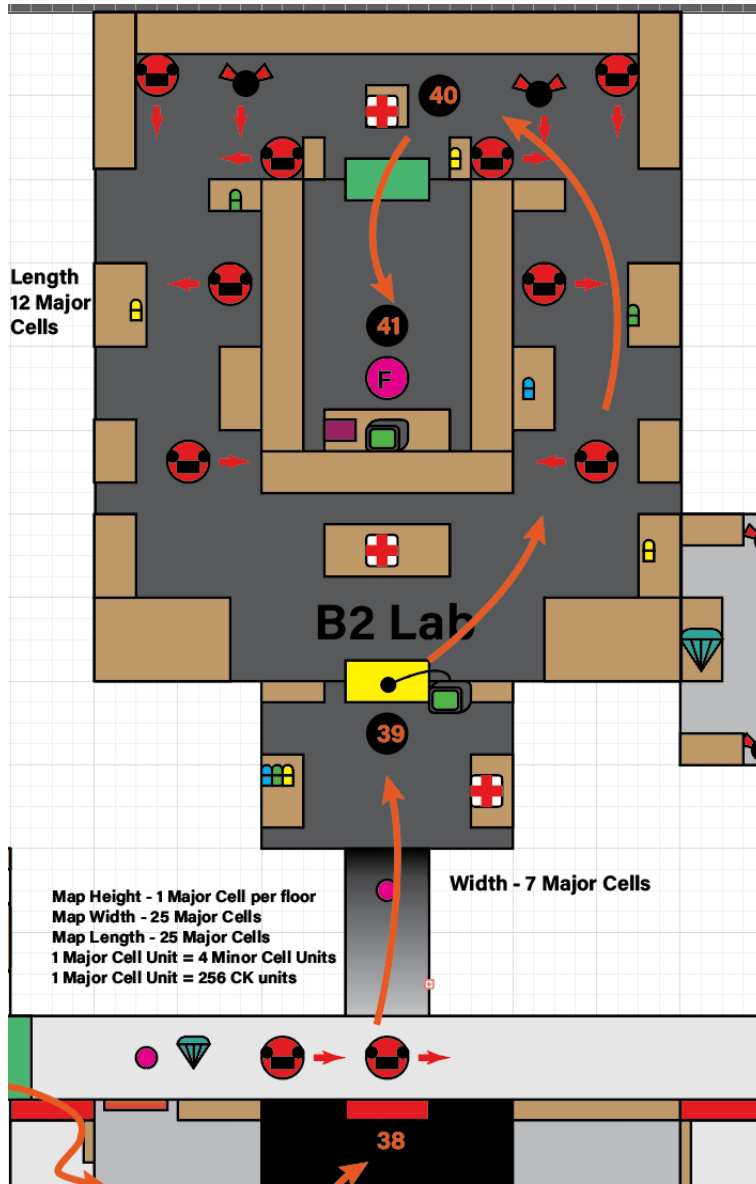 40
Length
12 Major
Cells
41
F
B2 Lab
39
Width - 7 Major Cells
Map Height - 1 Major Cell per floor
Map Width - 25 Major Cells
Map Length - 25 Major Cells
1 Major Cell Unit = 4 Minor Cell Units
1 Major Cell Unit = 256 CK units
38